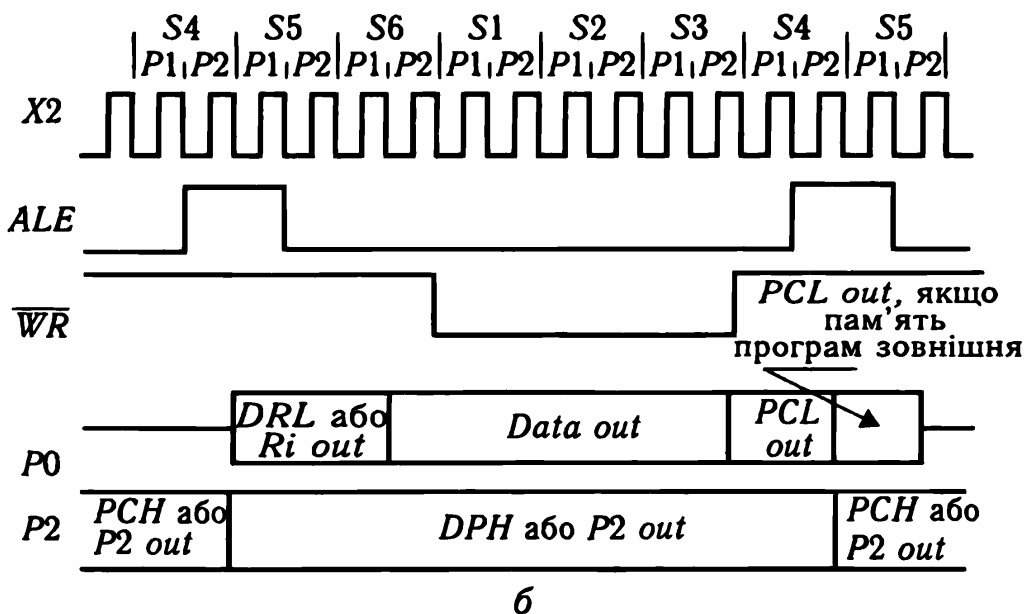 S4 S5 S6 S1 S2 S3 S4 S5
P1 P2 P1 P2 P1 P2 P1 P2 P1 P2 P1 P2 P1 P2 P1 P2
X2
ALE
WR
PCL out, якщо
пам'ять
програм зовнішня
DRL або
Ri out
Data out
PCL
out
P0
P2
PCH або
P2 out
DPH або P2 out
PCH або
P2 out
б